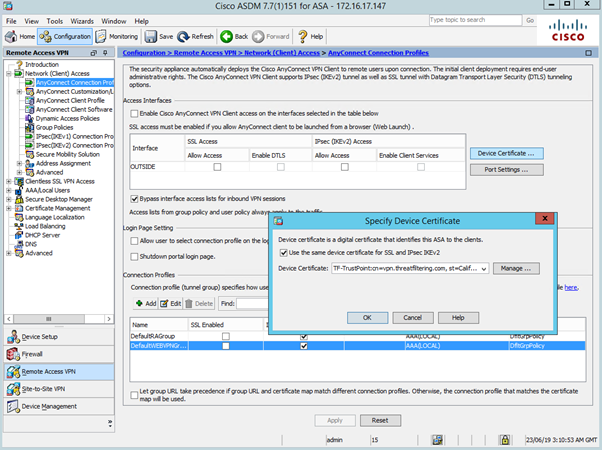 Cisco ASDM 7.7(1)151 for ASA - 172.16.17.147
File View Tools Wizards Window Help
Type topic to search Go
Home Configuration Monitoring Save Refresh Back Forward Help
CISCO
Remote Access VPN
Introduction
Network (Client) Access
AnyConnect Connection Prof
AnyConnect Customization/L
AnyConnect Client Profile
AnyConnect Client Software
Dynamic Access Policies
Group Policies
IPsec(IKEv1) Connection Pro
IPsec(IKEv2) Connection Pro
Secure Mobility Solution
Address Assignment
Advanced
Clientless SSL VPN Access
AAA/Local Users
Secure Desktop Manager
Certificate Management
Language Localization
Load Balancing
DHCP Server
DNS
Advanced
Device Setup
Firewall
Remote Access VPN
Site-to-Site VPN
Device Management
Configuration > Remote Access VPN > Network (Client) Access > AnyConnect Connection Profiles
The security appliance automatically deploys the Cisco AnyConnect VPN Client to remote users upon connection. The initial client deployment requires end-user
administrative rights. The Cisco AnyConnect VPN Client supports IPsec (IKEv2) tunnel as well as SSL tunnel with Datagram Transport Layer Security (DTLS) tunneling
options.
Access Interfaces
Enable Cisco AnyConnect VPN Client access on the interfaces selected in the table below
SSL access must be enabled if you allow AnyConnect client to be launched from a browser (Web Launch) .
Interface SSL Access IPsec (IKEv2) Access
Allow Access Enable DTLS Allow Access Enable Client Services
OUTSIDE
Device Certificate ...
Port Settings ...
Bypass interface access lists for inbound VPN sessions
Access lists from group policy and user policy always apply to the traffic.
Login Page Setting
Allow user to select connection profile on the log
Shutdown portal login page.
Connection Profiles
Connection profile (tunnel group) specifies how use
file here.
Add Edit Delete Find:
Name SSL Enabled
DefaultRAGroup AAA(LOCAL) DfltGrpPolicy
DefaultWEBVPNGr... AAA(LOCAL) DfltGrpPolicy
Let group URL take precedence if group URL and certificate map match different connection profiles. Otherwise, the connection profile that matches the certificate
map will be used.
Apply Reset
Specify Device Certificate
Device certificate is a digital certificate that identifies this ASA to the clients.
Use the same device certificate for SSL and IPsec IKEv2
Device Certificate: TF-TrustPoint:cn=vpn.threatfiltering.com, st=Calif... Manage ...
OK Cancel Help
admin 15 23/06/19 3:10:53 AM GMT